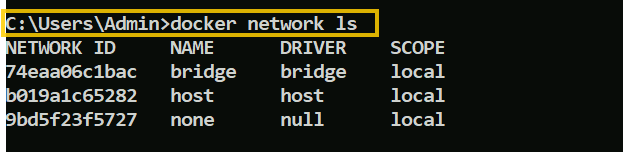 C:\Users\Admin>docker network ls
NETWORK ID     NAME      DRIVER    SCOPE
74eaa06c1bac   bridge    bridge    local
b019a1c65282   host      host      local
9bd5f23f5727   none      null      local